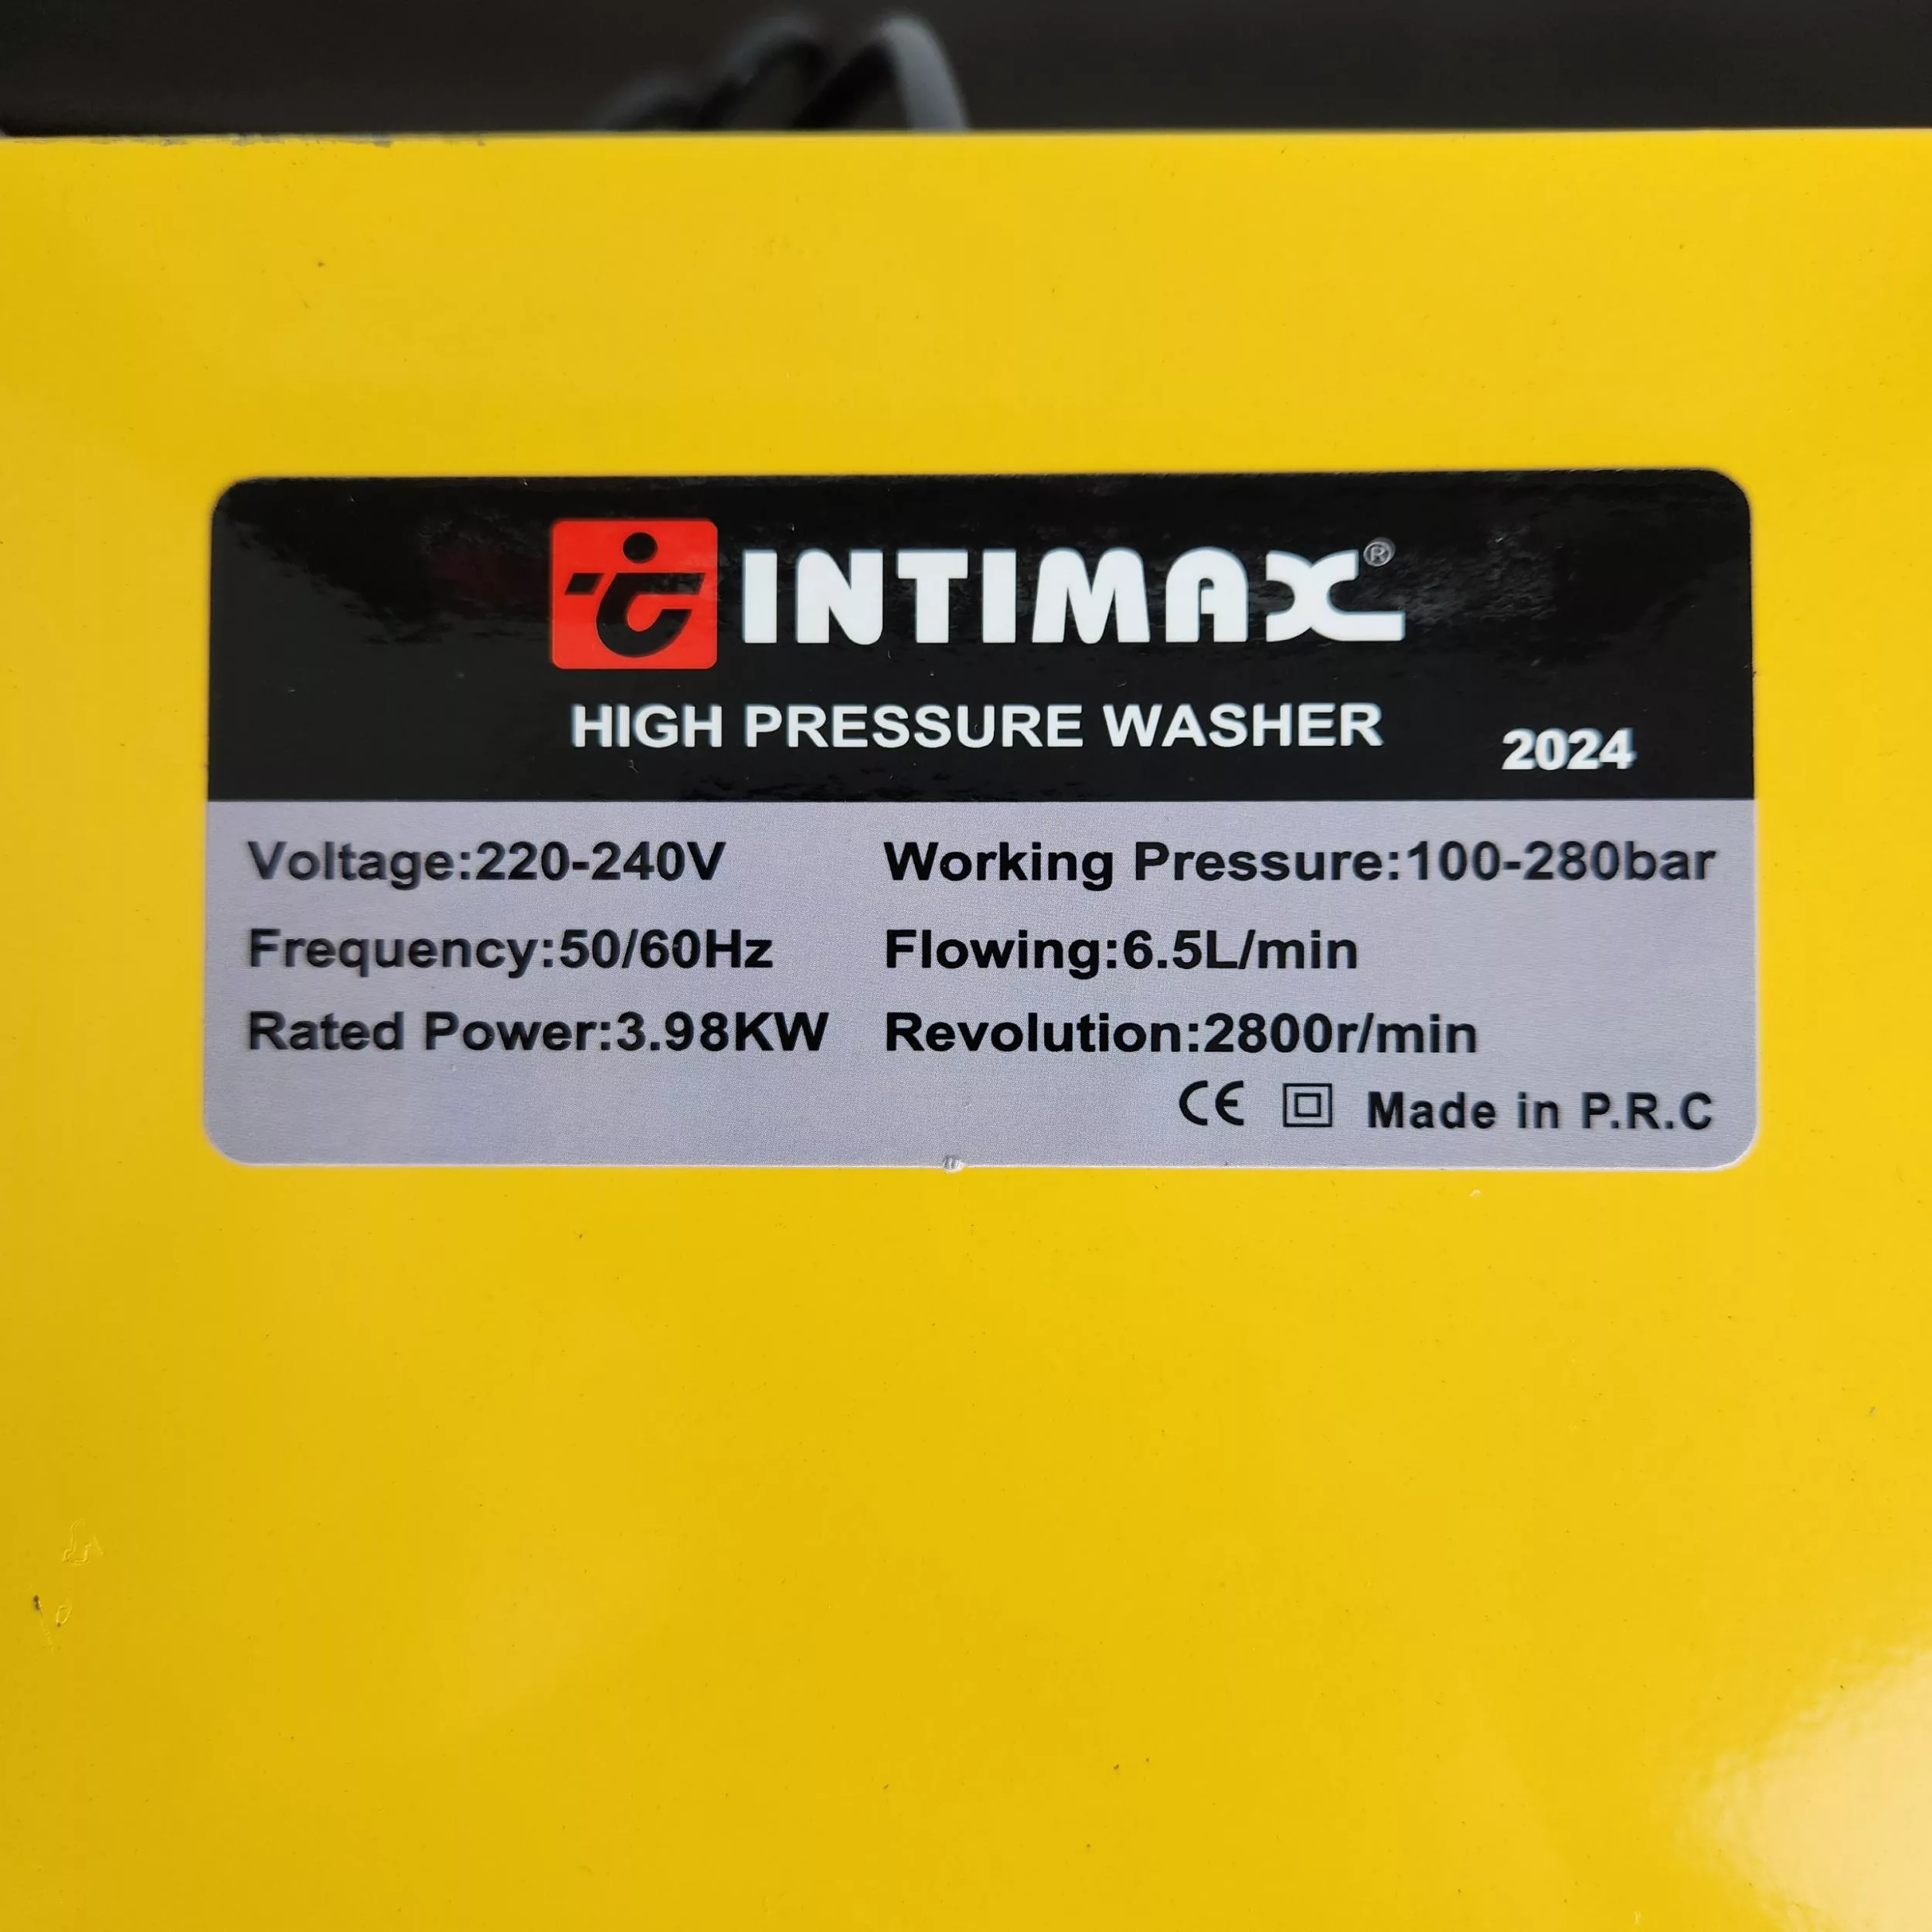 INTIMAX®
HIGH PRESSURE WASHER
2024
Voltage:220-240V Working Pressure:100-280bar
Frequency:50/60Hz Flowing:6.5L/min
Rated Power:3.98KW Revolution:2800r/min
CE Made in P.R.C